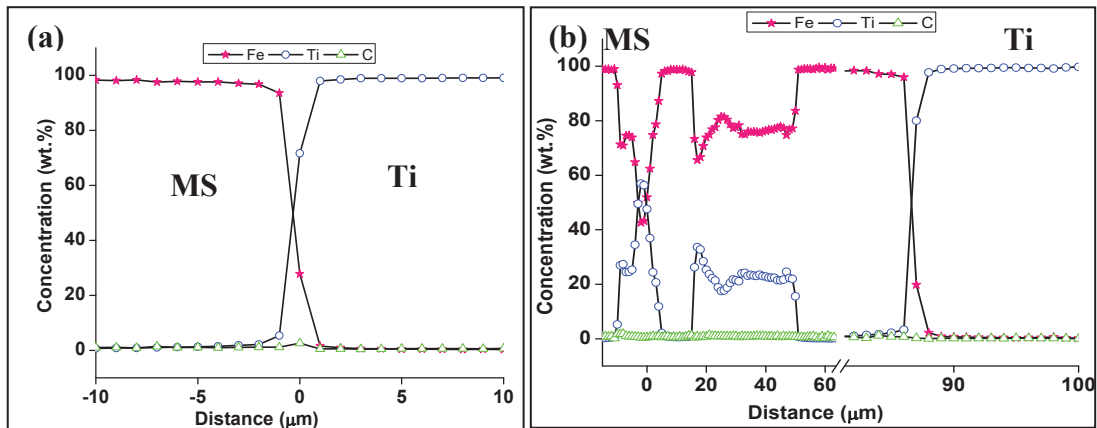 (a)
Fe Ti C
100
80
60
40
20
0
Concentration (wt.%)
MS
Ti
-10 -5 0 5 10
Distance (μm)
(b)
MS
Fe Ti C
Ti
100
80
60
40
20
0
Concentration (wt.%)
0 20 40 60 90 100
Distance (μm)